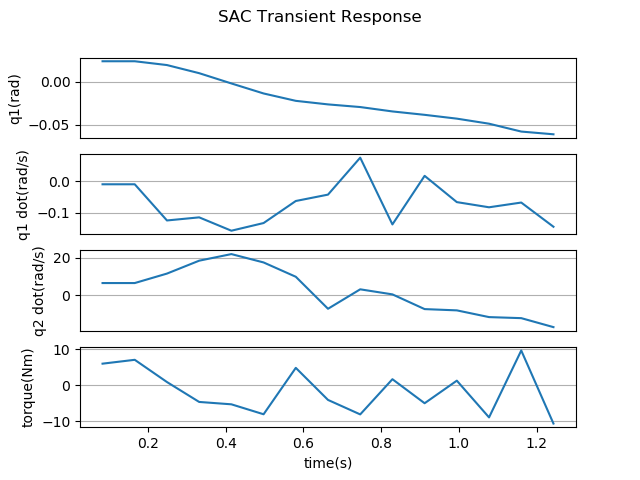 SAC Transient Response
q1(rad)
0.00
−0.05
q1 dot(rad/s)
0.0
−0.1
q2 dot(rad/s)
20
0
torque(Nm)
10
0
−10
0.2 0.4 0.6 0.8 1.0 1.2
time(s)